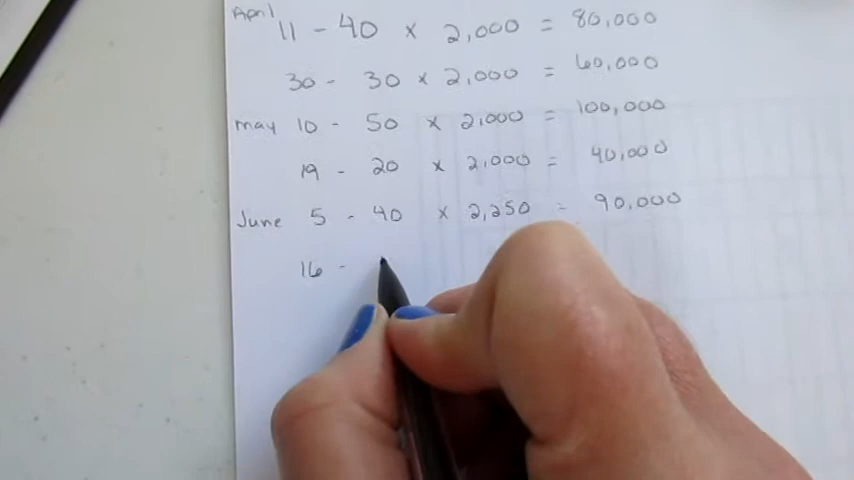 April 11 - 40 x 2,000 = 80,000
30 - 30 x 2,000 = 60,000
May 10 - 50 x 2,000 = 100,000
19 - 20 x 2,000 = 40,000
June 5 - 40 x 2,250 = 90,000
16 -